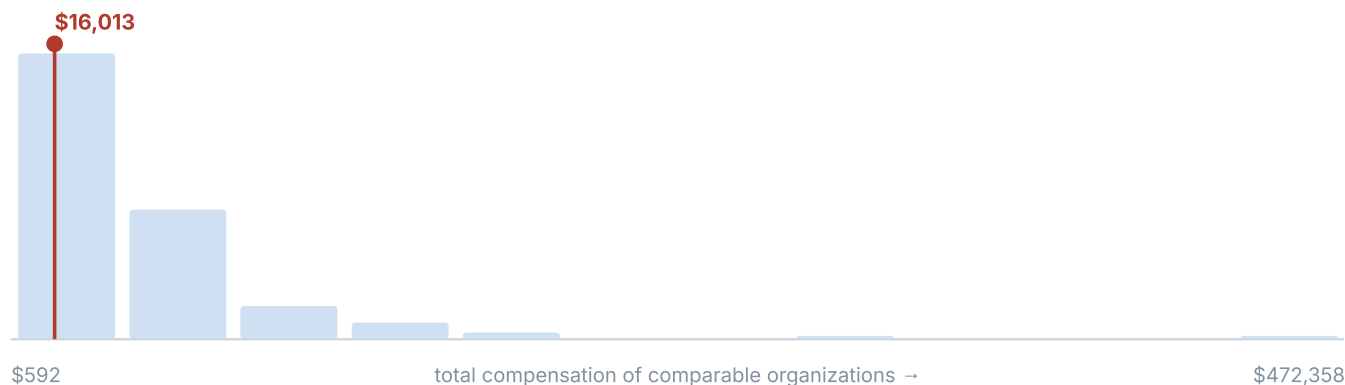 $16,013
$592 total compensation of comparable organizations → $472,358